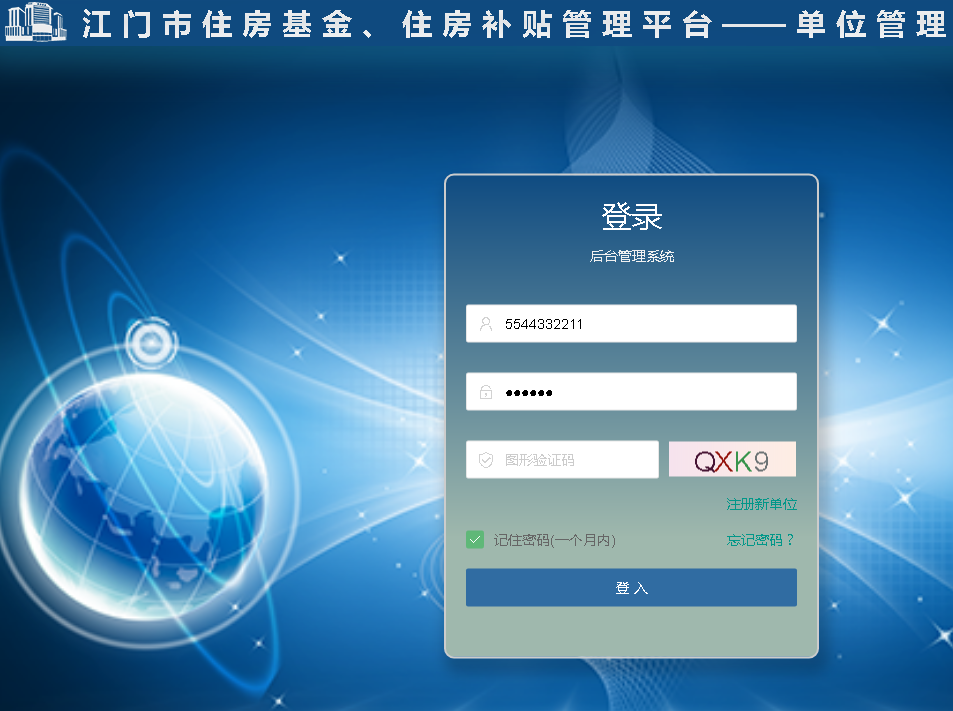 江门市住房基金、住房补贴管理平台——单位管理
登录
后台管理系统
5544332211
••••••
图形验证码
QXK9
注册新单位
记住密码(一个月内)
忘记密码？
登 入